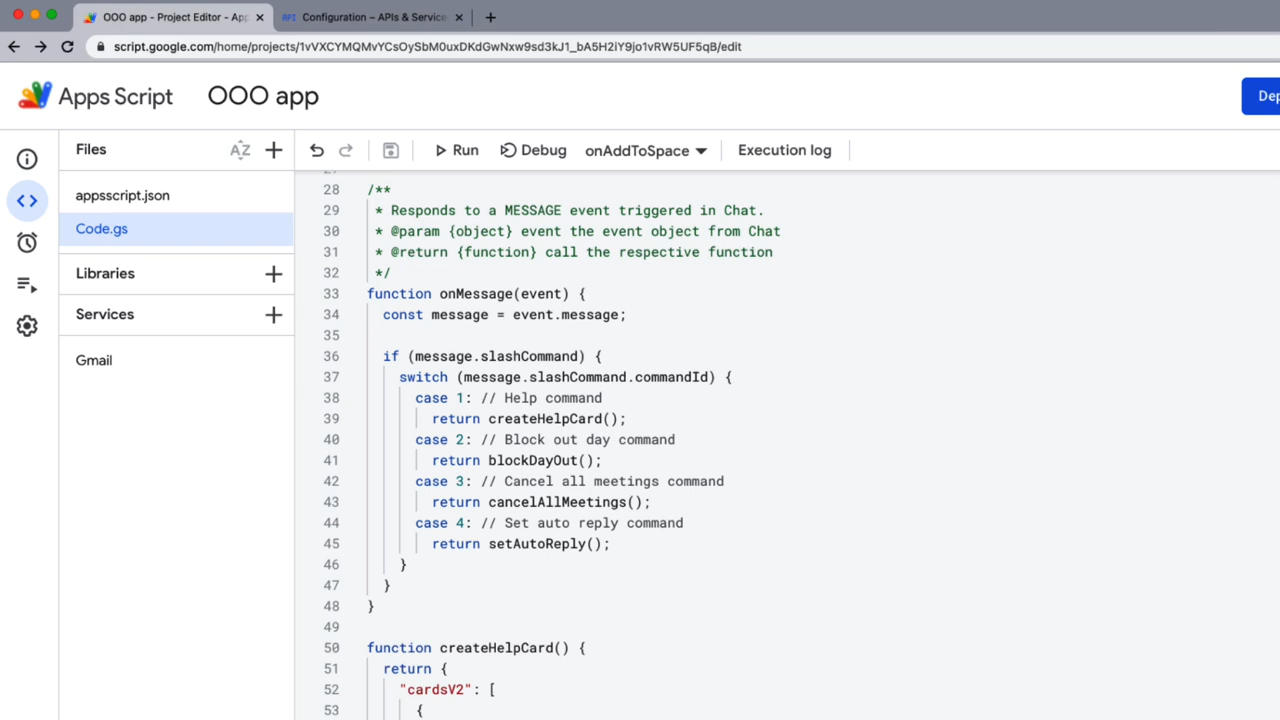 OOO app - Project Editor - App
Configuration – APIs & Service
script.google.com/home/projects/1vVXCYMQMvYCsOySbM0uxDKdGwNxw9sd3kJ1_bA5H2iY9jo1vRW5UF5qB/edit
Apps Script OOO app
Dep
Files
Run Debug onAddToSpace Execution log
appsscript.json
Code.gs
Libraries
Services
Gmail
28 /**
29 * Responds to a MESSAGE event triggered in Chat.
30 * @param {object} event the event object from Chat
31 * @return {function} call the respective function
32 */
33 function onMessage(event) {
34 const message = event.message;
35
36 if (message.slashCommand) {
37 switch (message.slashCommand.commandId) {
38 case 1: // Help command
39 return createHelpCard();
40 case 2: // Block out day command
41 return blockDayOut();
42 case 3: // Cancel all meetings command
43 return cancelAllMeetings();
44 case 4: // Set auto reply command
45 return setAutoReply();
46 }
47 }
48 }
49
50 function createHelpCard() {
51 return {
52 "cardsV2": [
53 {